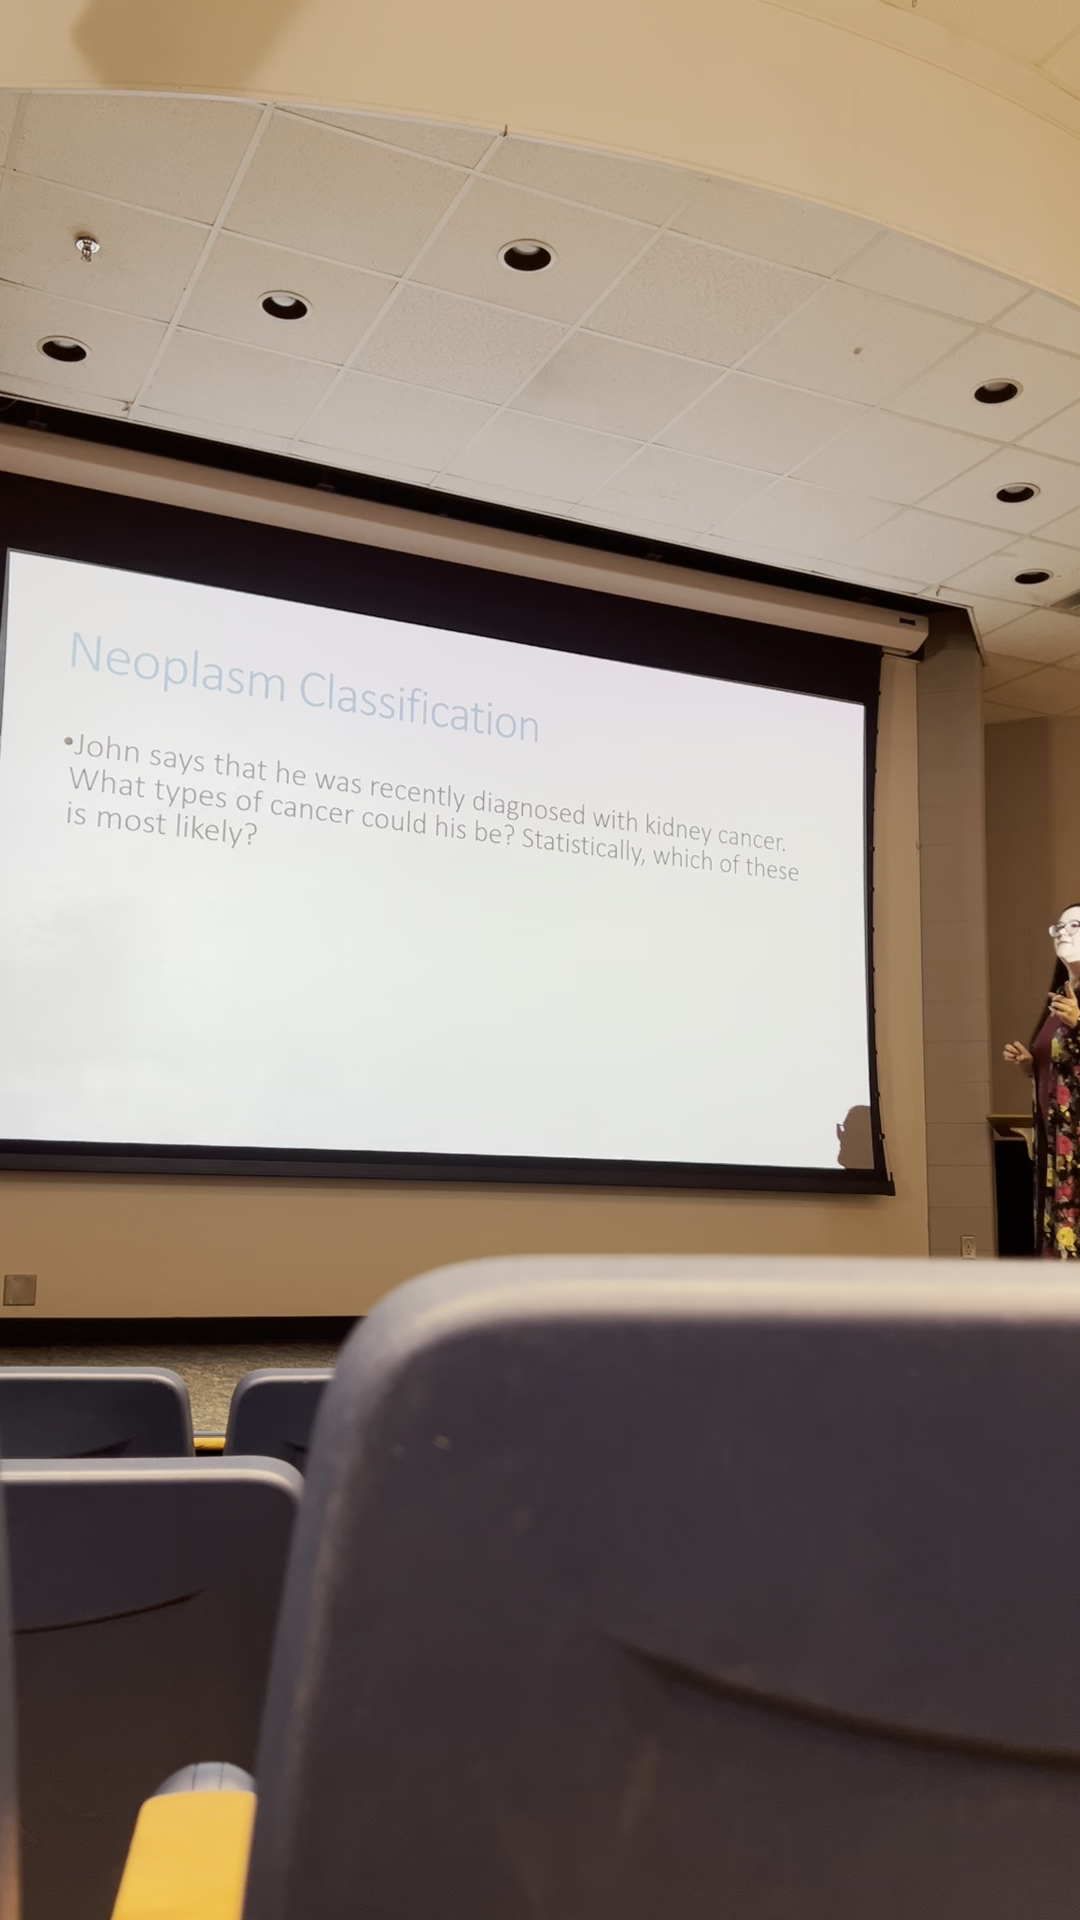 Neoplasm Classification
•John says that he was recently diagnosed with kidney cancer.
What types of cancer could his be? Statistically, which of these
is most likely?